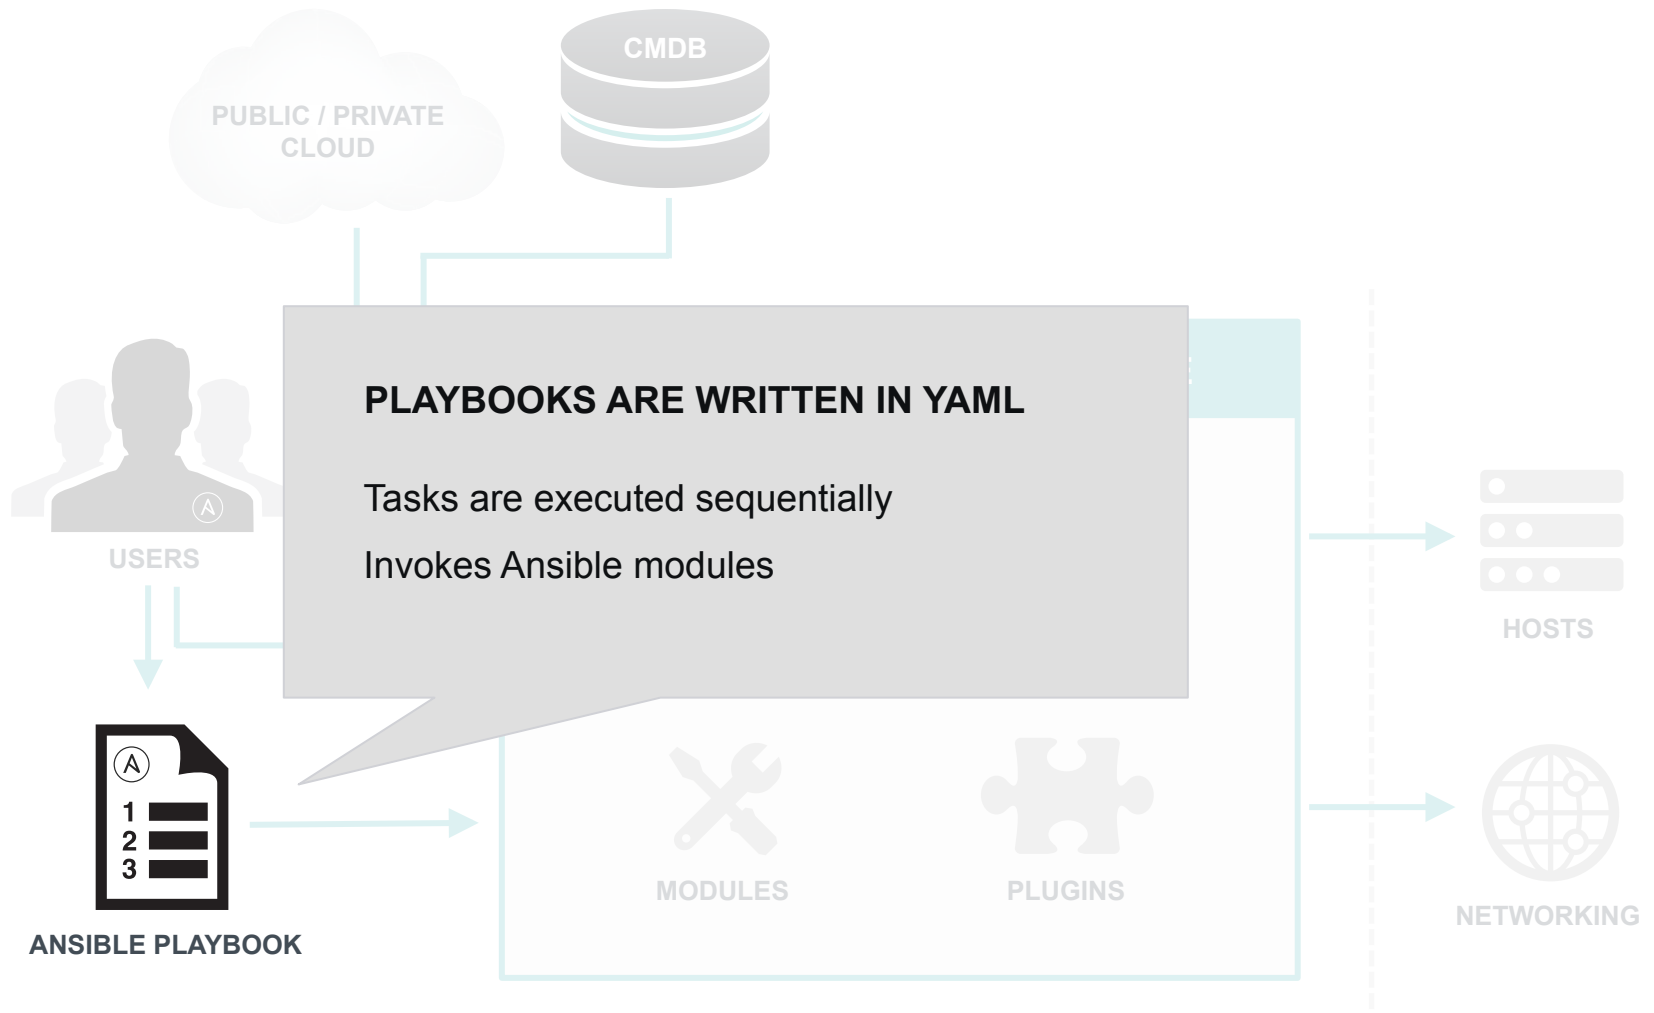 CMDB
PUBLIC / PRIVATE
CLOUD
PLAYBOOKS ARE WRITTEN IN YAML
Tasks are executed sequentially
Invokes Ansible modules
USERS
HOSTS
1
2
3
MODULES
PLUGINS
NETWORKING
ANSIBLE PLAYBOOK